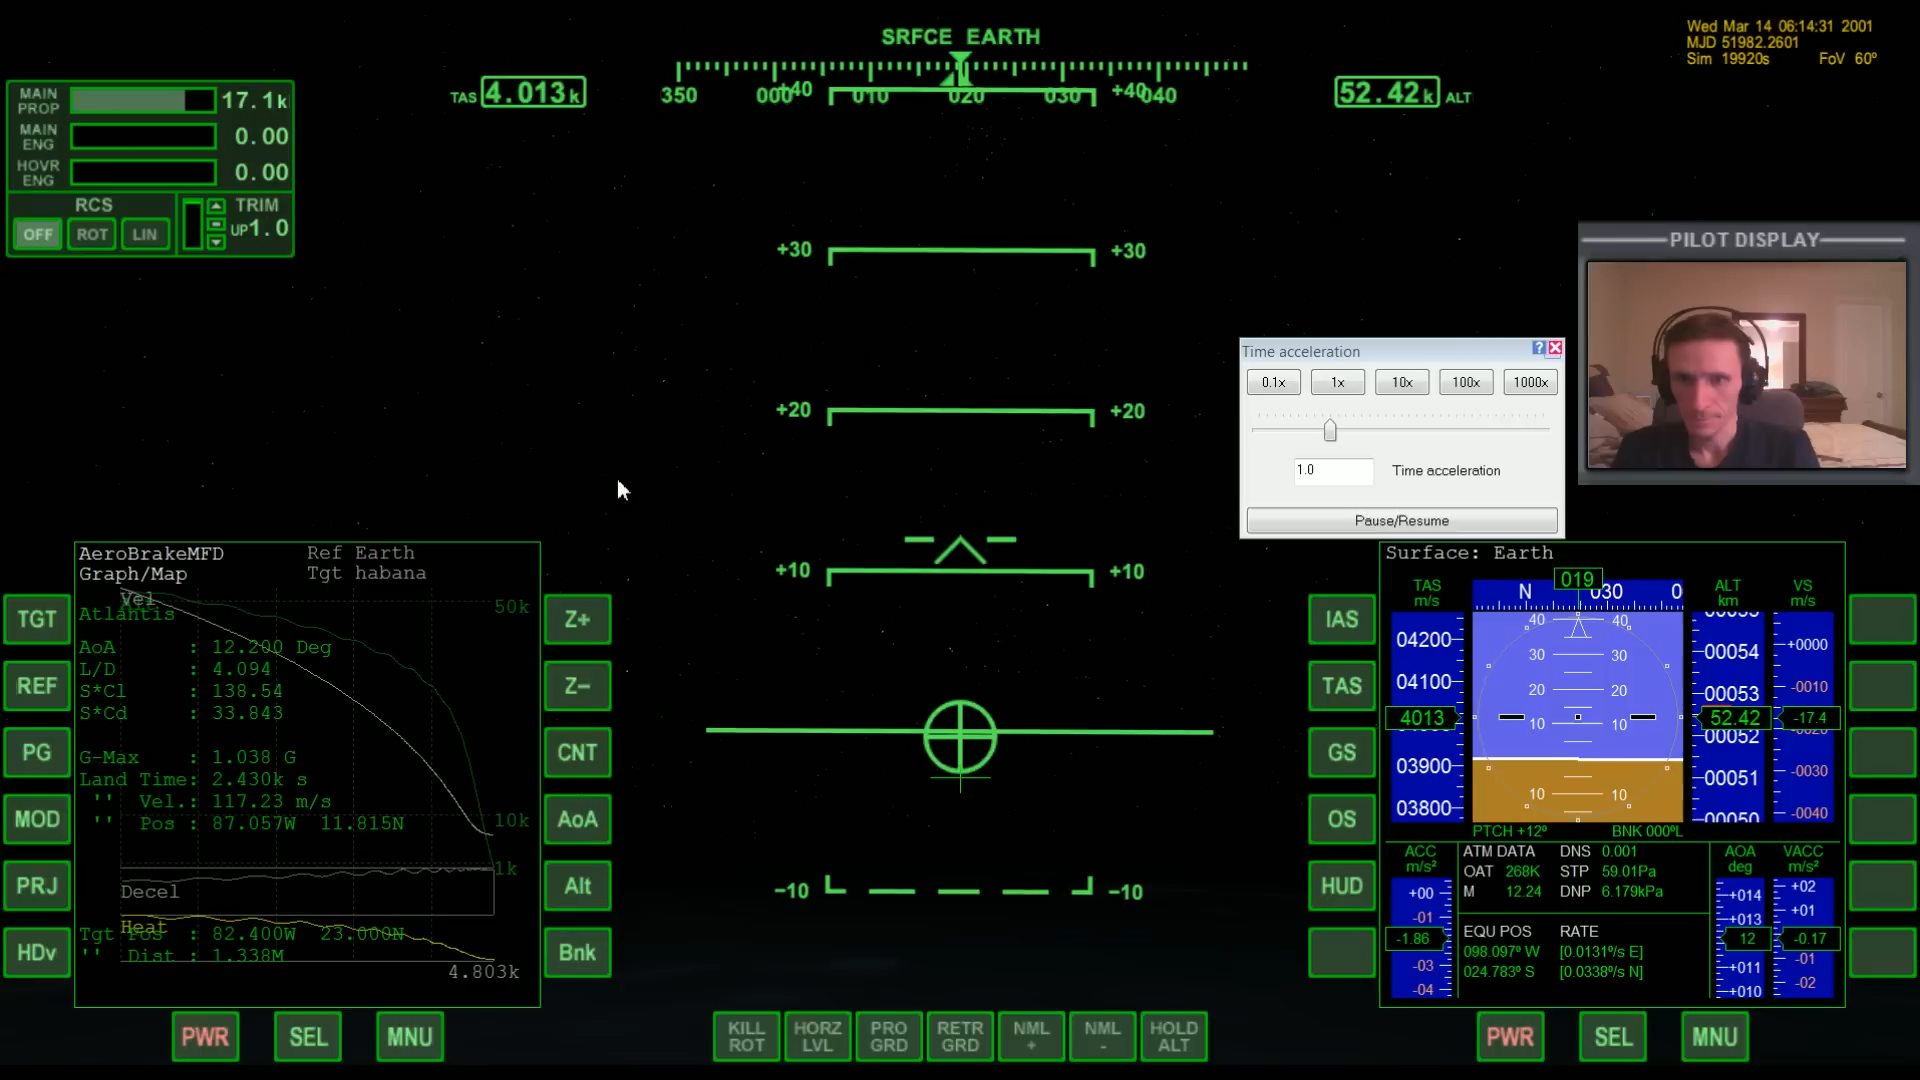 SRFCE EARTH
Wed Mar 14 06:14:31 2001
MJD 51982.2601
Sim 19920s FoV 60º
MAIN PROP 17.1k
MAIN ENG 0.00
HOVR ENG 0.00
RCS TRIM
OFF ROT LIN UP 1.0
TAS 4.013k
350 000 010 020 030 040
52.42k ALT
+40 +40
+30 +30
+20 +20
+10 +10
-10 -10
PILOT DISPLAY
Time acceleration ?
0.1x 1x 10x 100x 1000x
1.0 Time acceleration
Pause/Resume
AeroBrakeMFD Ref Earth
Graph/Map Tgt habana
Vel
Atlantis
50k
AoA : 12.200 Deg
L/D : 4.094
S*Cl : 138.54
S*Cd : 33.843
G-Max : 1.038 G
Land Time: 2.430k s
'' Vel.: 117.23 m/s
'' Pos : 87.057W 11.815N
10k
1k
Decel
Heat
Tgt Pos : 82.400W 23.000N
'' Dist : 1.338M
4.803k
TGT
REF
PG
MOD
PRJ
HDv
Z+
Z−
CNT
AoA
Alt
Bnk
PWR SEL MNU
KILL ROT
HORZ LVL
PRO GRD
RETR GRD
NML +
NML -
HOLD ALT
IAS
TAS
GS
OS
HUD
Surface: Earth
TAS m/s
019
N 030 0
ALT km
VS m/s
04200
04100
4013
03900
03800
40 40
30 30
20 20
10 10
10 10
00054
00053
52.42
00052
00051
00050
+0000
-0010
-17.4
-0030
-0040
PTCH +12º BNK 000ºL
ACC m/s²
+00
-01
-1.86
-03
-04
ATM DATA DNS 0.001
OAT 268K STP 59.01Pa
M 12.24 DNP 6.179kPa
EQU POS RATE
098.097º W [0.0131º/s E]
024.783º S [0.0338º/s N]
AOA deg
+014
+013
12
+011
+010
VACC m/s²
+02
+01
-0.17
-01
-02
PWR SEL MNU